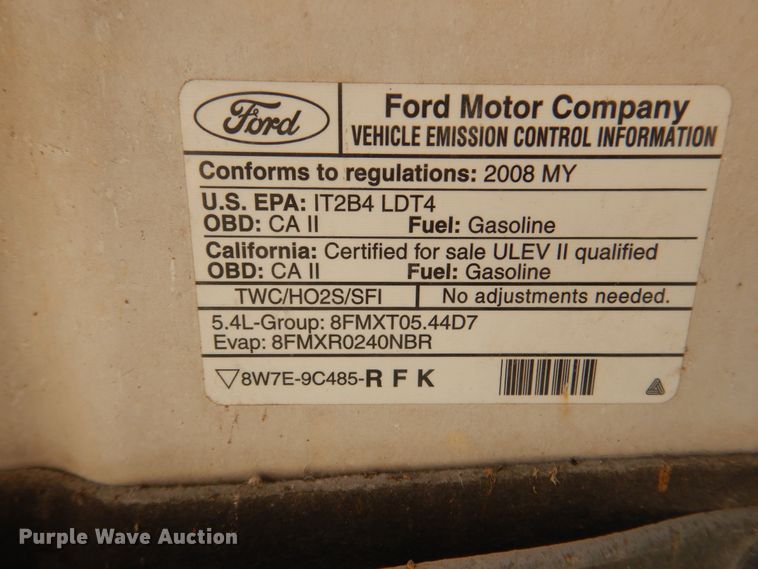 Ford
Ford Motor Company
VEHICLE EMISSION CONTROL INFORMATION
Conforms to regulations: 2008 MY
U.S. EPA: IT2B4 LDT4
OBD: CA II Fuel: Gasoline
California: Certified for sale ULEV II qualified
OBD: CA II Fuel: Gasoline
TWC/HO2S/SFI No adjustments needed.
5.4L-Group: 8FMXT05.44D7
Evap: 8FMXR0240NBR
8W7E-9C485-R F K
Purple Wave Auction